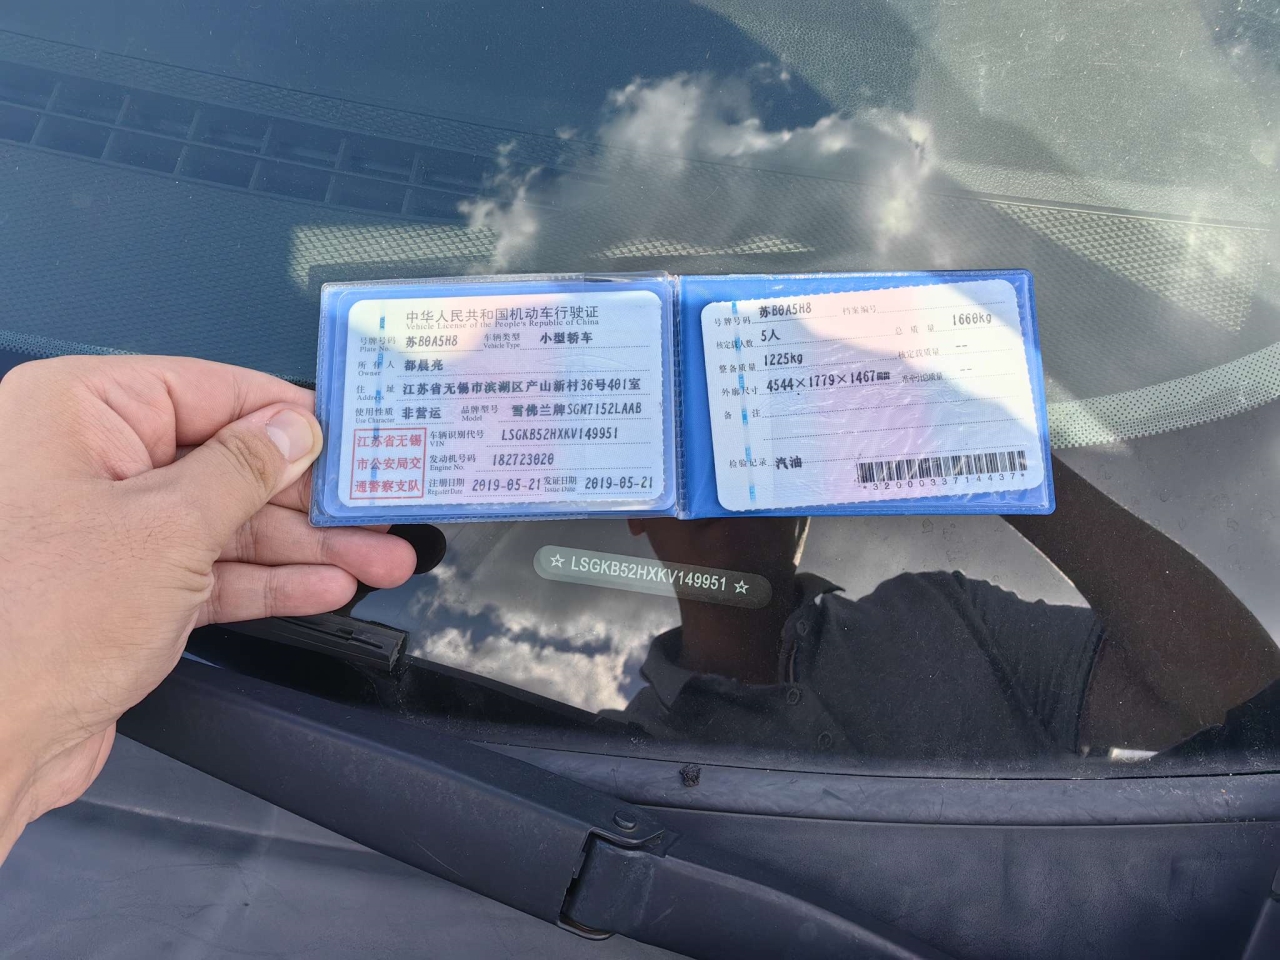 中华人民共和国机动车行驶证
Vehicle License of the People's Republic of China
号牌号码 苏B0A5H8 车辆类型 小型轿车
Plate No. Vehicle Type
所有人 都晨亮
Owner
住址 江苏省无锡市滨湖区产山新村36号401室
Address
使用性质 非营运 品牌型号 雪佛兰牌SGM7152LAAB
Use Character Model
江苏省无锡
市公安局交
通警察支队
车辆识别代号 LSGKB52HXKV149951
VIN
发动机号码 182723020
Engine No.
注册日期 2019-05-21 发证日期 2019-05-21
Register Date Issue Date
号牌号码 苏B0A5H8 档案编号
核定载人数 5人 总质量 1660kg
整备质量 1225kg 核定载质量 --
外廓尺寸 4544×1779×1467 准牵引总质量 --
备注
检验记录 汽油
*3200033714437*
☆ LSGKB52HXKV149951 ☆